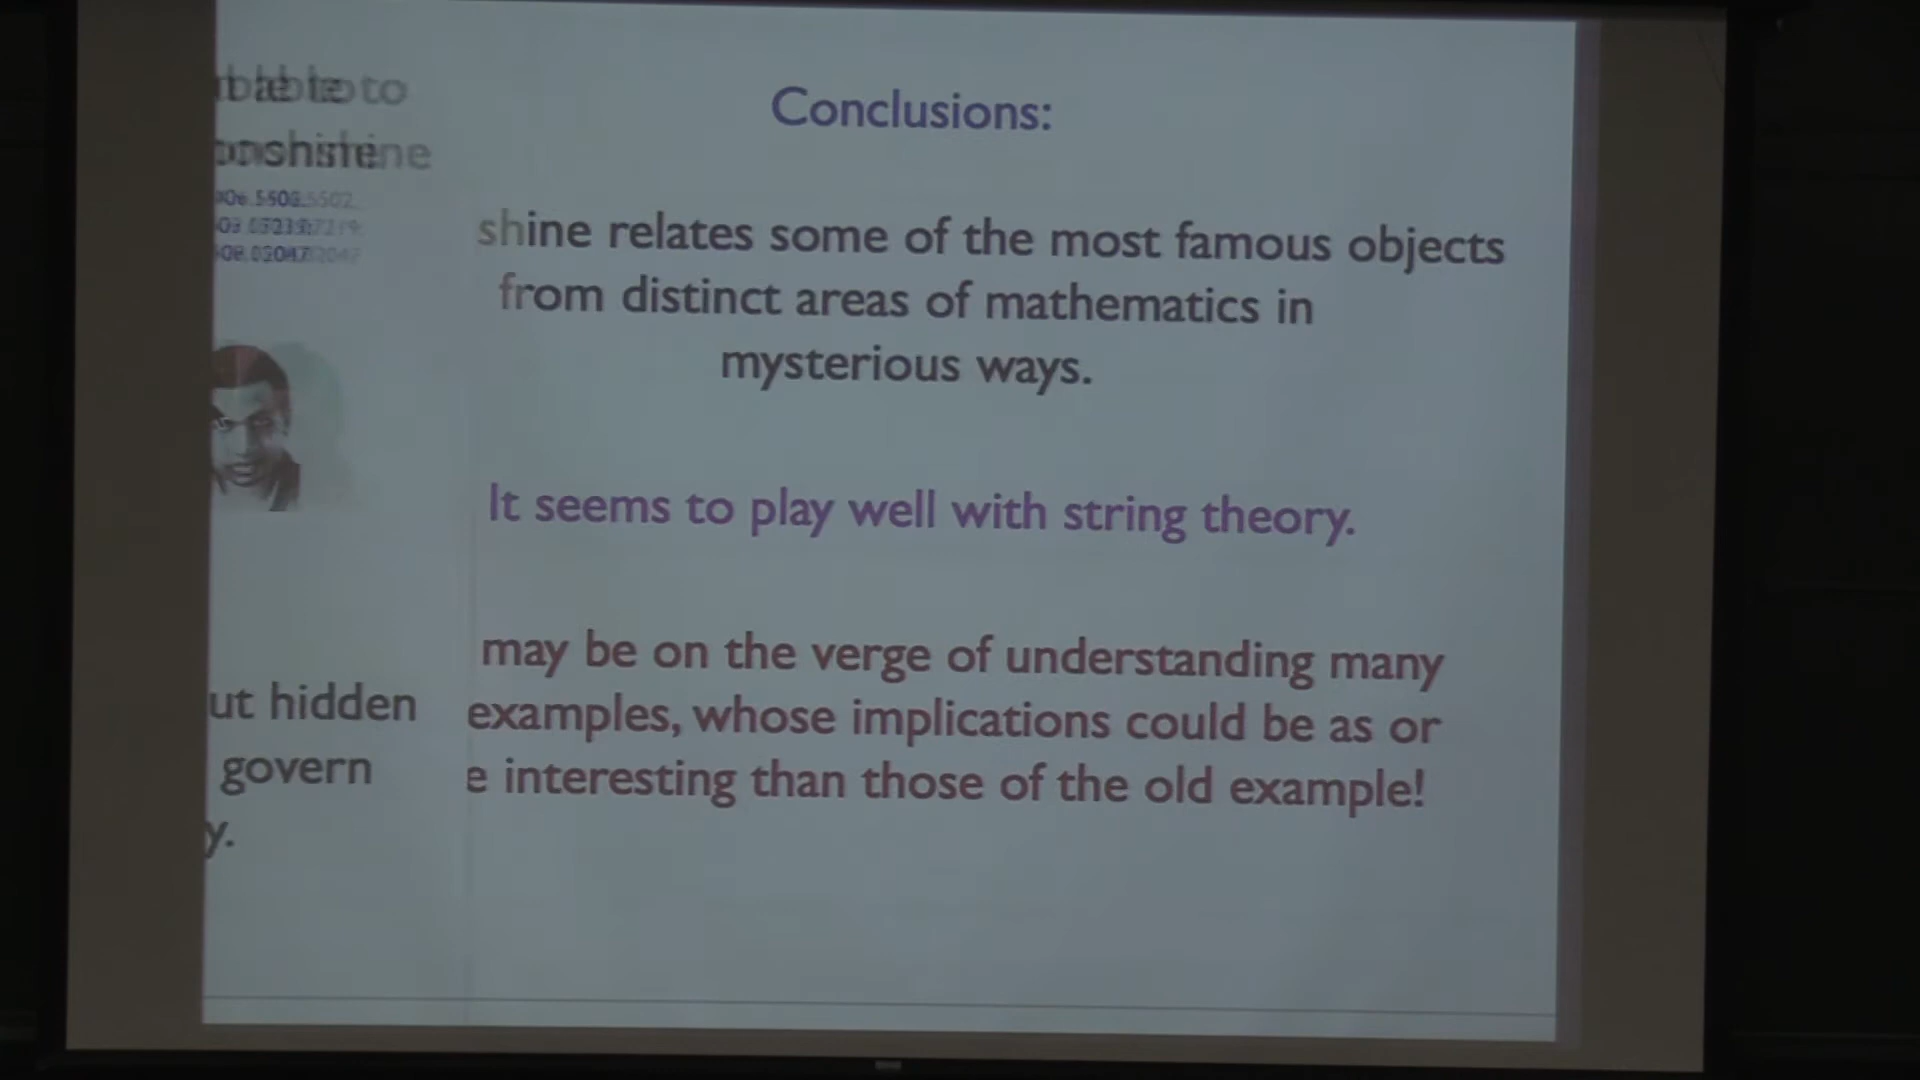 Conclusions:
shine relates some of the most famous objects
from distinct areas of mathematics in
mysterious ways.
It seems to play well with string theory.
may be on the verge of understanding many
examples, whose implications could be as or
e interesting than those of the old example!
to
ut hidden
govern
y.